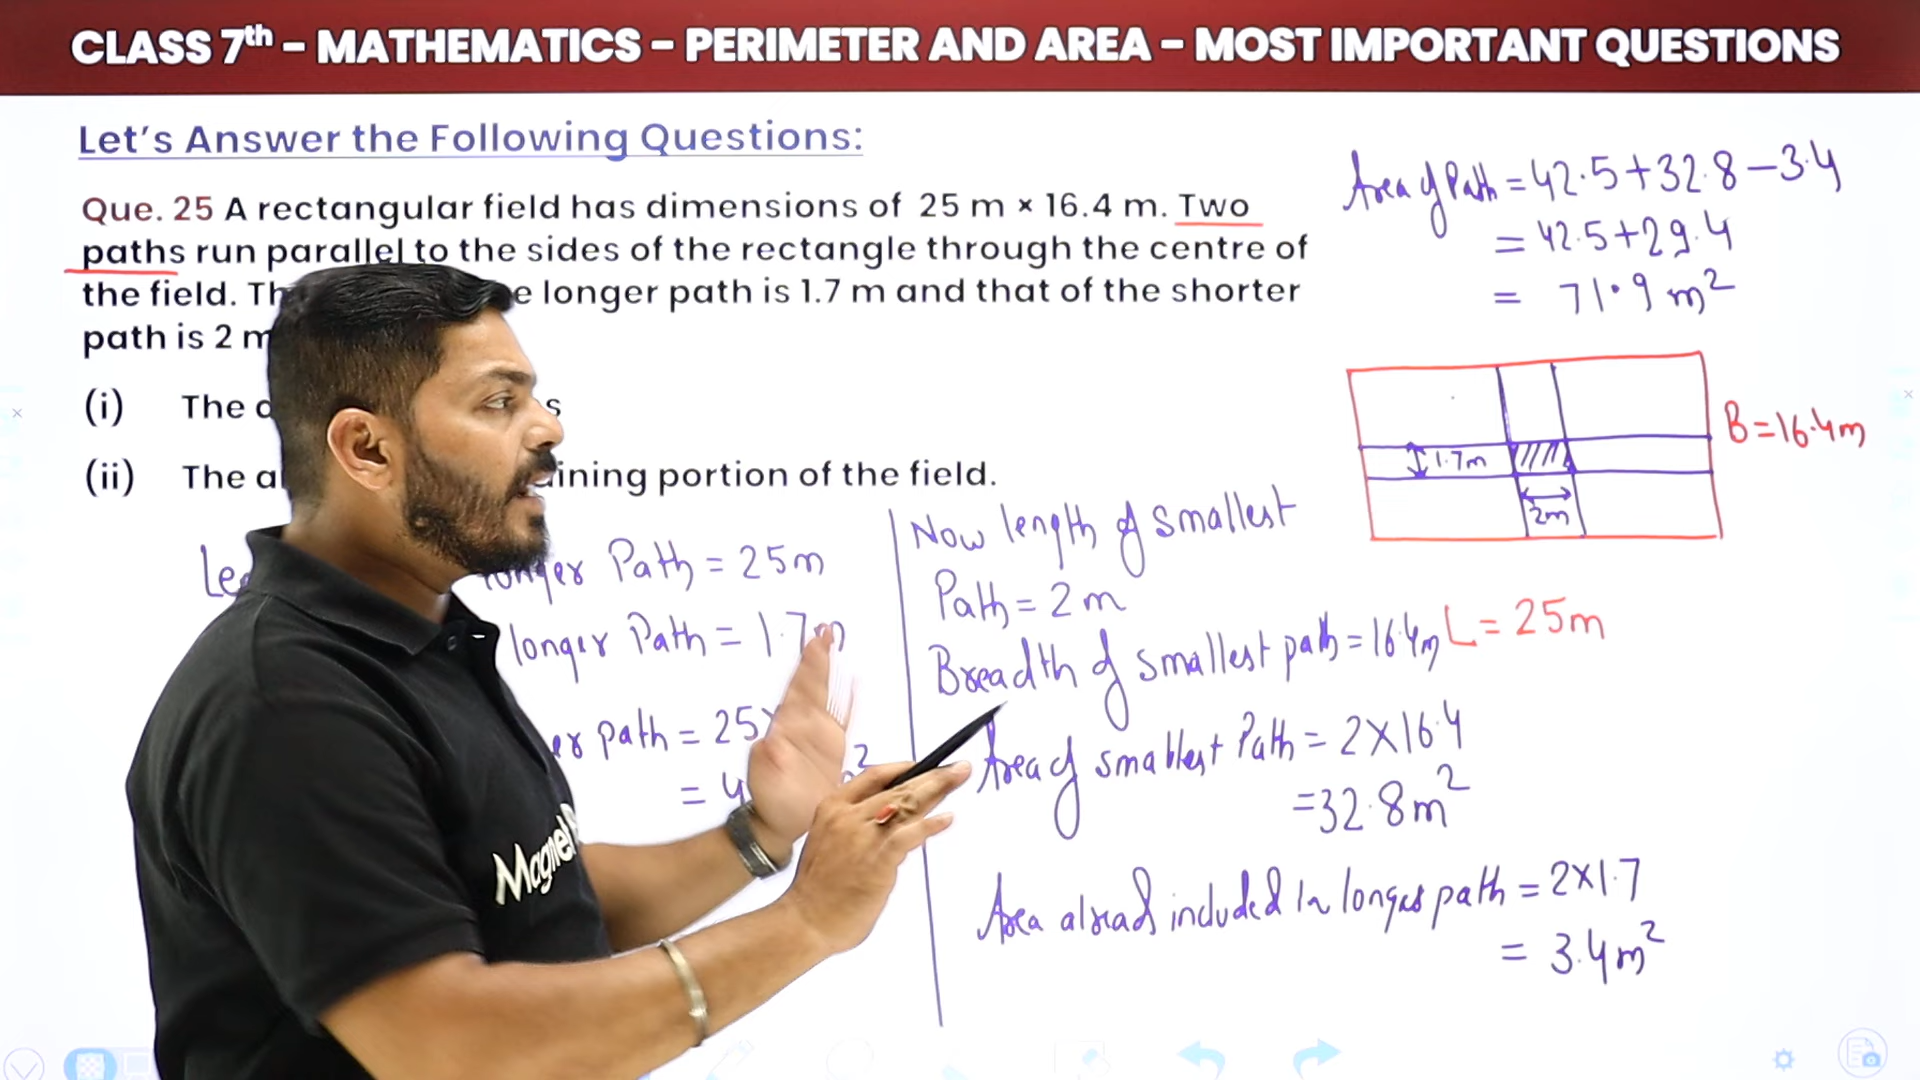 CLASS 7th – MATHEMATICS – PERIMETER AND AREA – MOST IMPORTANT QUESTIONS
Let's Answer the Following Questions:
Que. 25 A rectangular field has dimensions of 25 m × 16.4 m. Two
paths run parallel to the sides of the rectangle through the centre of
the field. longer path is 1.7 m and that of the shorter
path is 2
(i) The
(ii) The portion of the field.
longer Path = 25m
longer Path = 1.7m
path = 25
=
Now length of smallest
Path = 2m
Breadth of smallest path = 16.4m
Area of smallest Path = 2×16.4
=32.8m²
Area alread included In longer path = 2×1.7
= 3.4m²
Area of Path = 42.5+32.8–3.4
= 42.5+29.4
= 71.9 m²
B=16.4m
1.7m
2m
L = 25m
Magnet